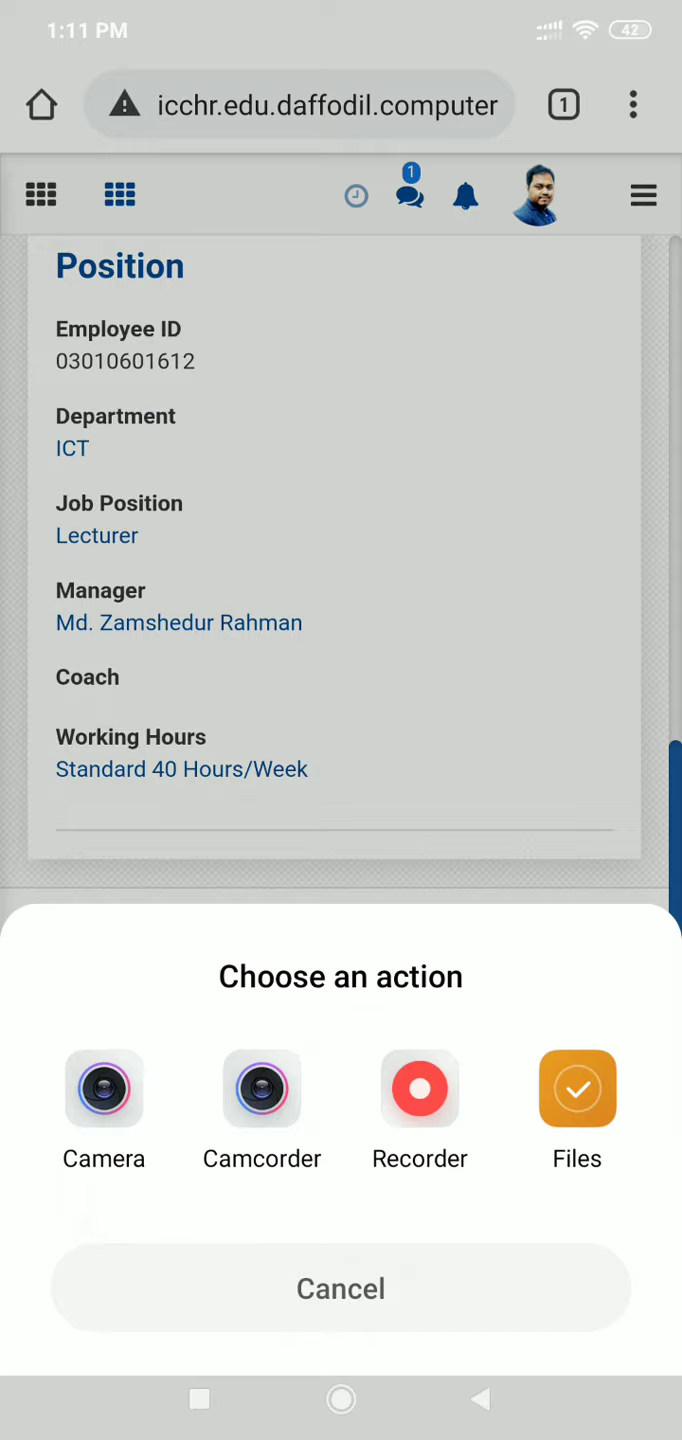 1:11 PM
42
icchr.edu.daffodil.computer
1
1
Position
Employee ID
03010601612
Department
ICT
Job Position
Lecturer
Manager
Md. Zamshedur Rahman
Coach
Working Hours
Standard 40 Hours/Week
Choose an action
Camera
Camcorder
Recorder
Files
Cancel